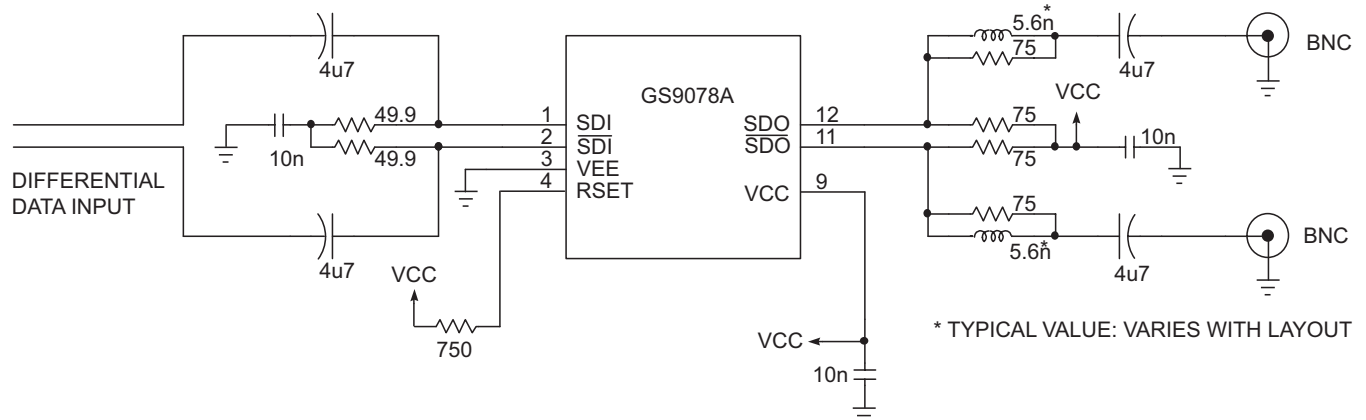 5.6n*
75
4u7
BNC
4u7
GS9078A
VCC
49.9
1
SDI
12
SDO
75
10n
10n
2
SDI
11
SDO
49.9
75
3
VEE
DIFFERENTIAL
DATA INPUT
4
RSET
9
VCC
75
BNC
5.6n*
4u7
4u7
VCC
* TYPICAL VALUE: VARIES WITH LAYOUT
750
VCC
10n